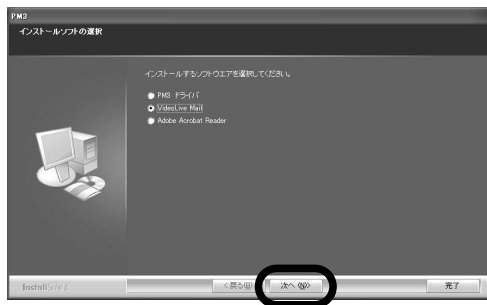 PM3
インストールソフトの選択
インストールするソフトウエアを選択してください。
PM3 ドライバ
VideoLive Mail
Adobe Acrobat Reader
InstallShield
< 戻る(B) 次へ (N)> 完了